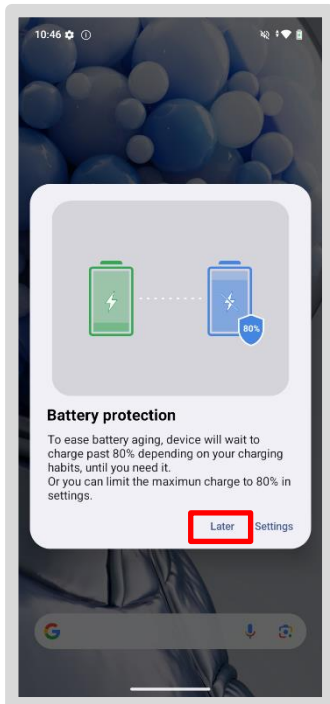 10:46
80%
Battery protection
To ease battery aging, device will wait to
charge past 80% depending on your charging
habits, until you need it.
Or you can limit the maximun charge to 80% in
settings.
Later Settings
G